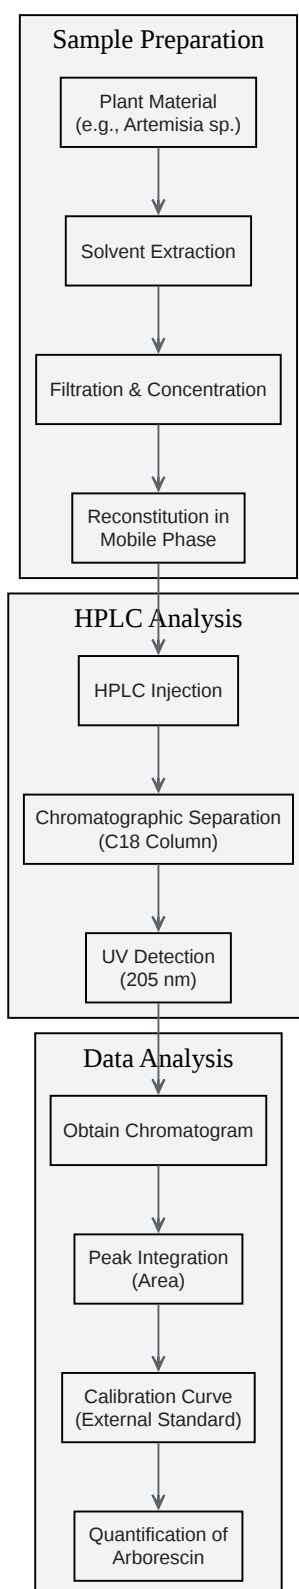 Sample Preparation
Plant Material
(e.g., Artemisia sp.)
Solvent Extraction
Filtration & Concentration
Reconstitution in
Mobile Phase
HPLC Analysis
HPLC Injection
Chromatographic Separation
(C18 Column)
UV Detection
(205 nm)
Data Analysis
Obtain Chromatogram
Peak Integration
(Area)
Calibration Curve
(External Standard)
Quantification of
Arborescin